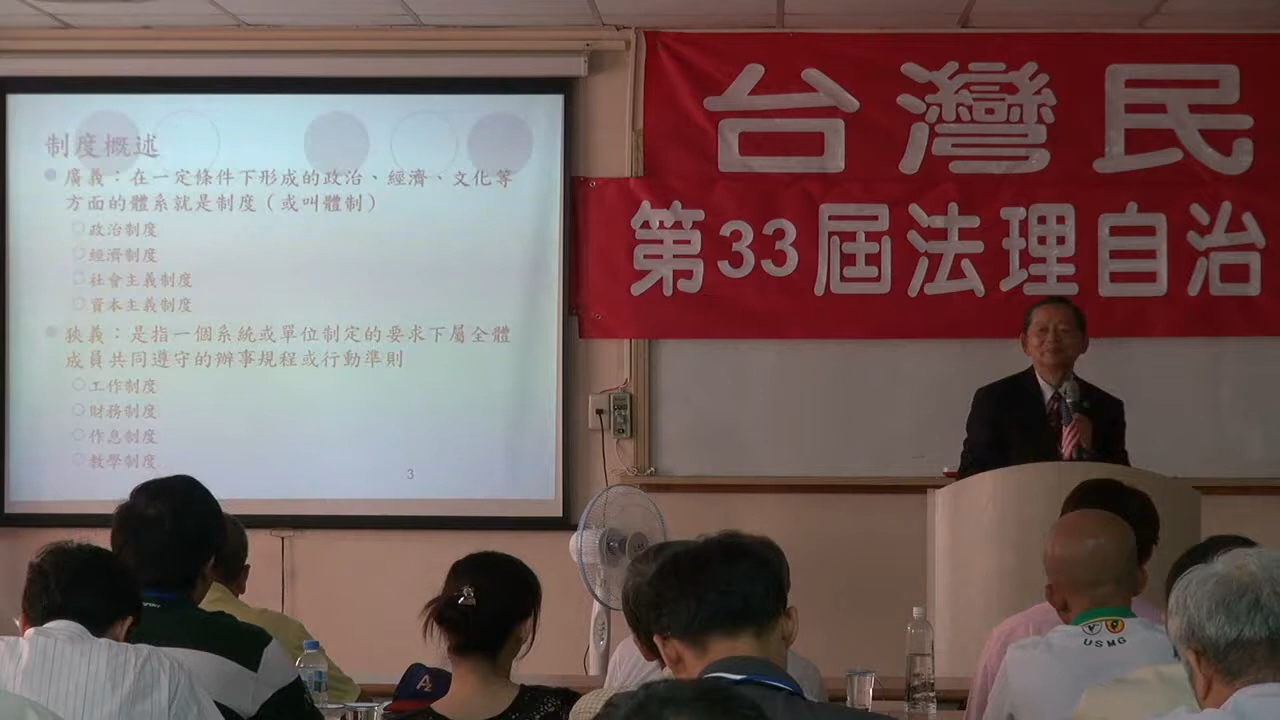 制度概述
廣義：在一定條件下形成的政治、經濟、文化等
方面的體系就是制度（或叫體制）
政治制度
經濟制度
社會主義制度
資本主義制度
狹義：是指一個系統或單位制定的要求下屬全體
成員共同遵守的辦事規程或行動準則
工作制度
財務制度
作息制度
教學制度
3
台灣民
第33屆法理自治
A
USMG